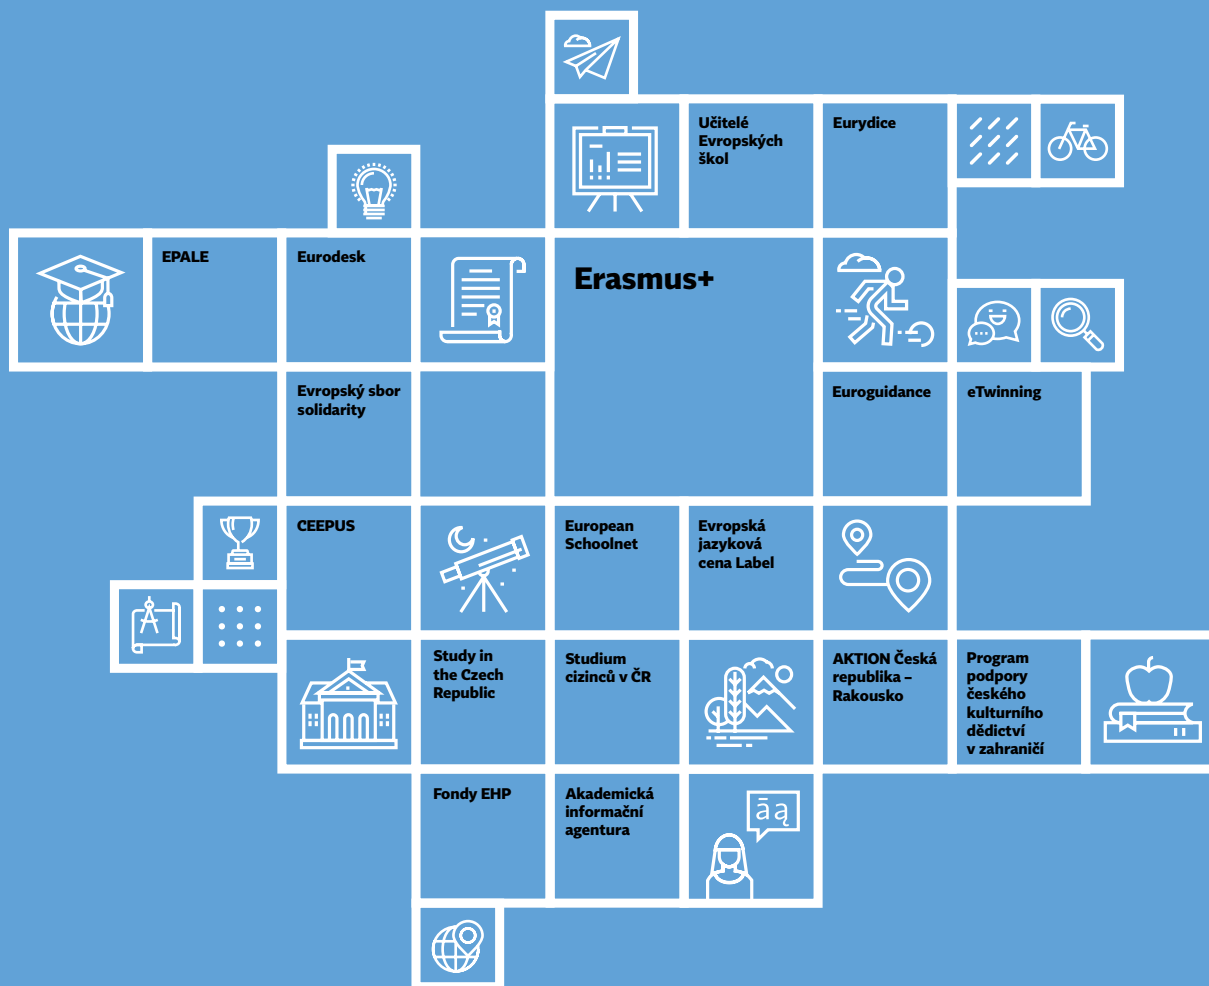 Učitelé
Evropských
škol
Eurydice
EPALE
Eurodesk
Erasmus+
Evropský sbor
solidarity
Euroguidance
eTwinning
CEEPUS
European
Schoolnet
Evropská
jazyková
cena Label
Study in
the Czech
Republic
Studium
cizinců v ČR
AKTION Česká
republika –
Rakousko
Program
podpory
českého
kulturního
dědictví
v zahraničí
Fondy EHP
Akademická
informační
agentura
āą